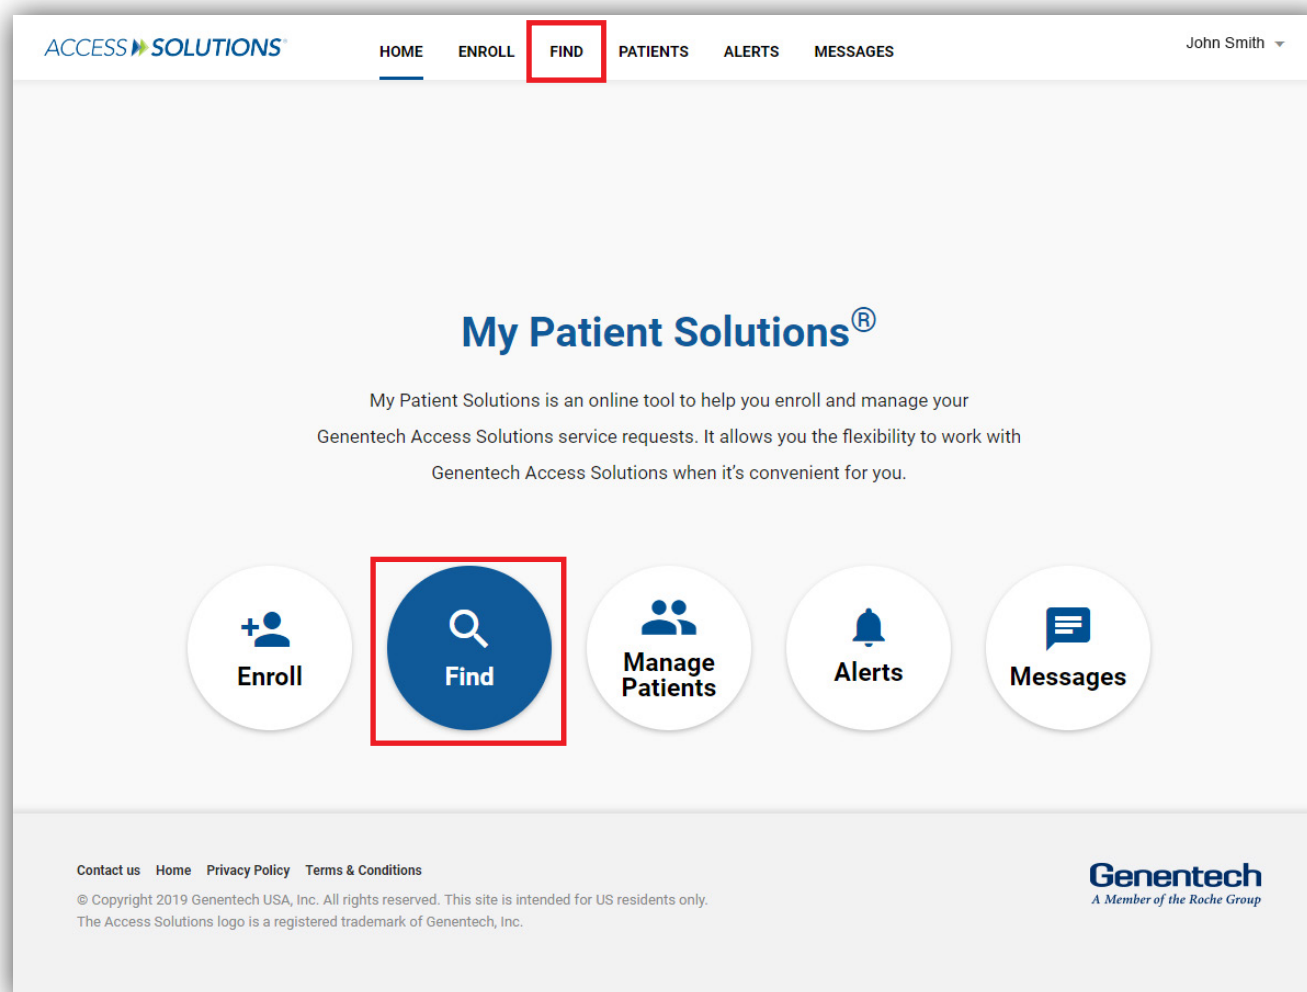 ACCESS SOLUTIONS®
HOME ENROLL FIND PATIENTS ALERTS MESSAGES
John Smith
My Patient Solutions®
My Patient Solutions is an online tool to help you enroll and manage your
Genentech Access Solutions service requests. It allows you the flexibility to work with
Genentech Access Solutions when it’s convenient for you.
Enroll
Find
Manage
Patients
Alerts
Messages
Contact us Home Privacy Policy Terms & Conditions
© Copyright 2019 Genentech USA, Inc. All rights reserved. This site is intended for US residents only.
The Access Solutions logo is a registered trademark of Genentech, Inc.
Genentech
A Member of the Roche Group